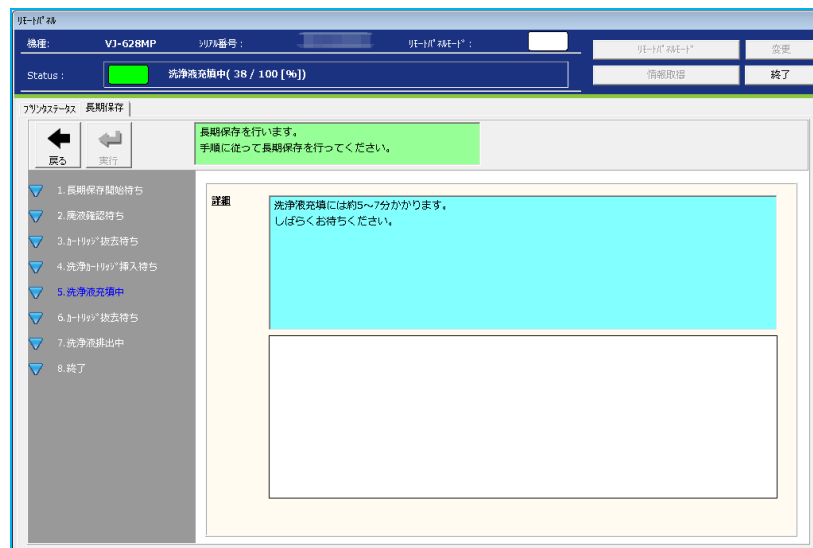 ﾘﾓｰﾄﾊﾟﾈﾙ
機種: VJ-628MP ｼﾘｱﾙ番号： ﾘﾓｰﾄﾊﾟﾈﾙﾓｰﾄﾞ： ﾘﾓｰﾄﾊﾟﾈﾙﾓｰﾄﾞ 変更
Status： 洗浄液充填中( 38 / 100 [%]) 情報取得 終了
ﾌﾟﾘﾝﾀｽﾃｰﾀｽ 長期保存
戻る 実行
長期保存を行います。
手順に従って長期保存を行ってください。
1.長期保存開始待ち
2.廃液確認待ち
3.ｶｰﾄﾘｯｼﾞ抜去待ち
4.洗浄ｶｰﾄﾘｯｼﾞ挿入待ち
5.洗浄液充填中
6.ｶｰﾄﾘｯｼﾞ抜去待ち
7.洗浄液排出中
8.終了
詳細
洗浄液充填には約5～7分かかります。
しばらくお待ちください。